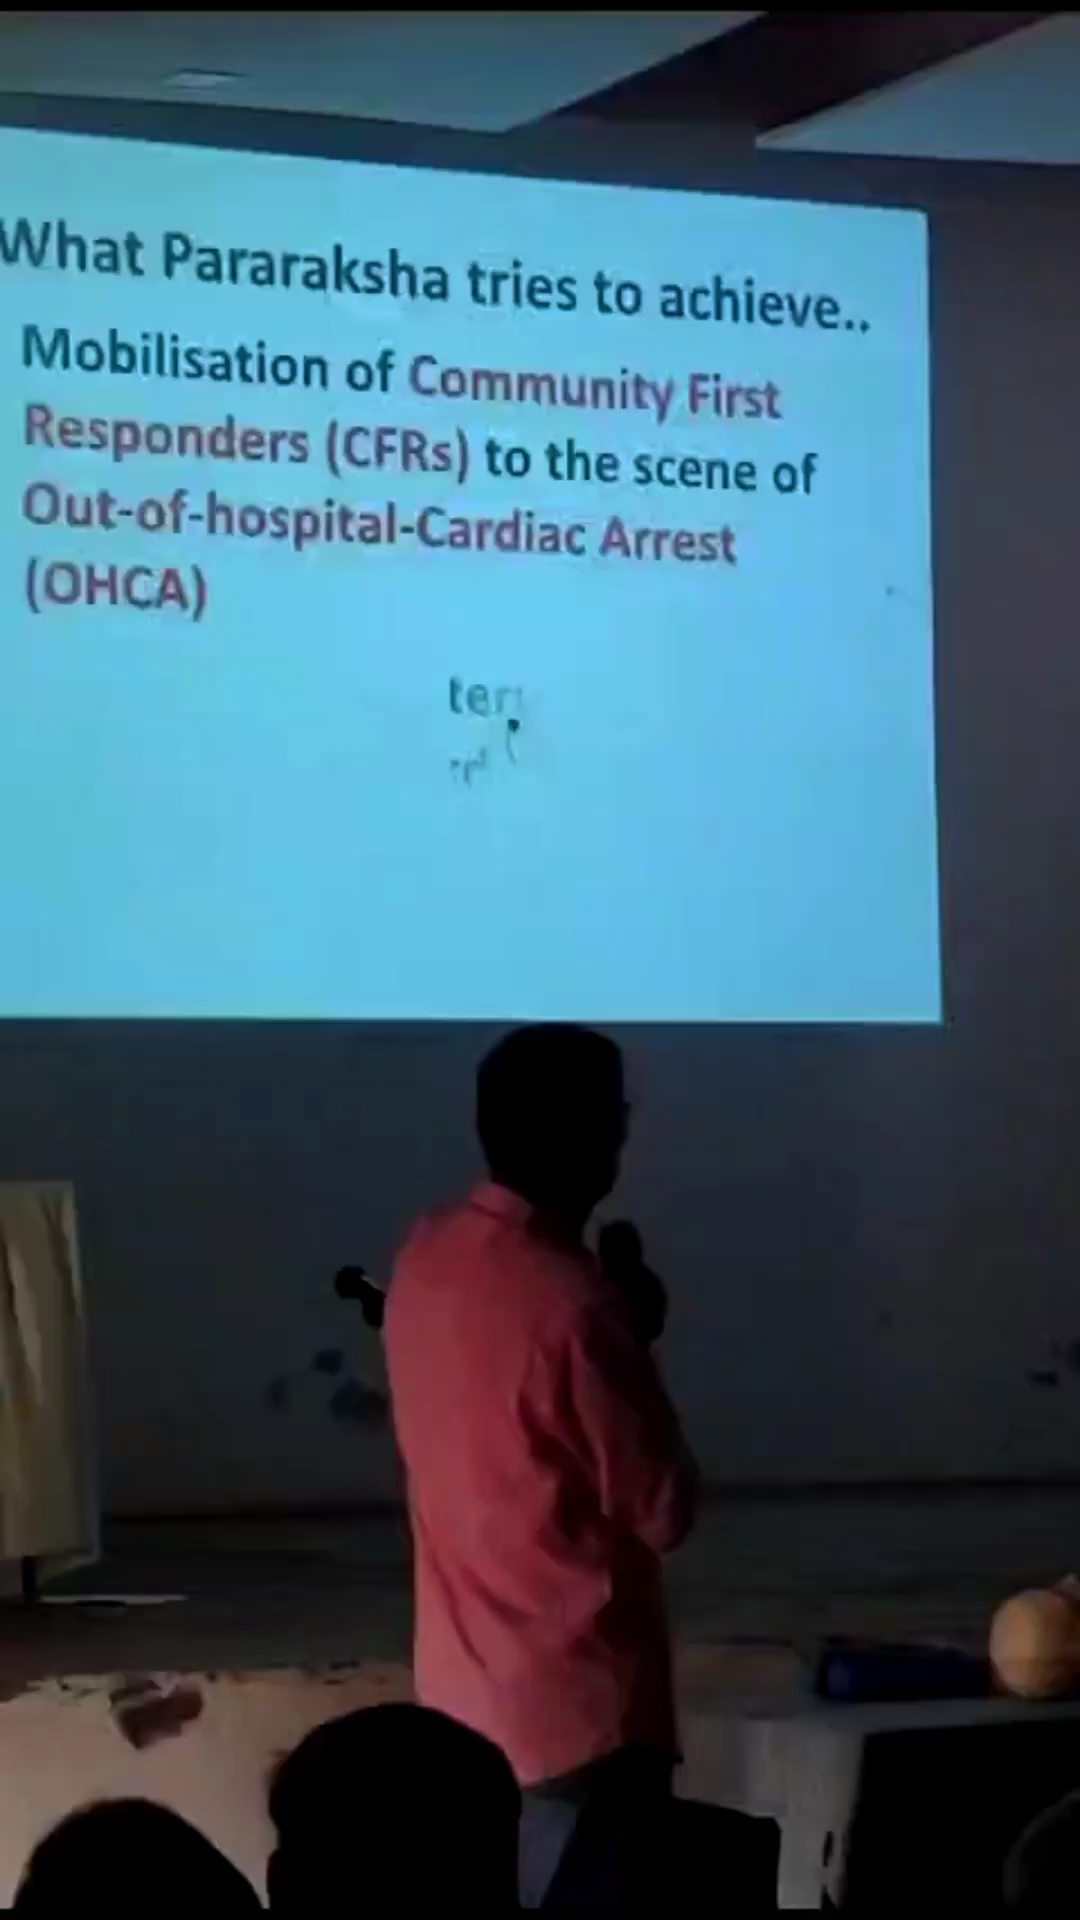 What Pararaksha tries to achieve..
Mobilisation of Community First
Responders (CFRs) to the scene of
Out-of-hospital-Cardiac Arrest
(OHCA)